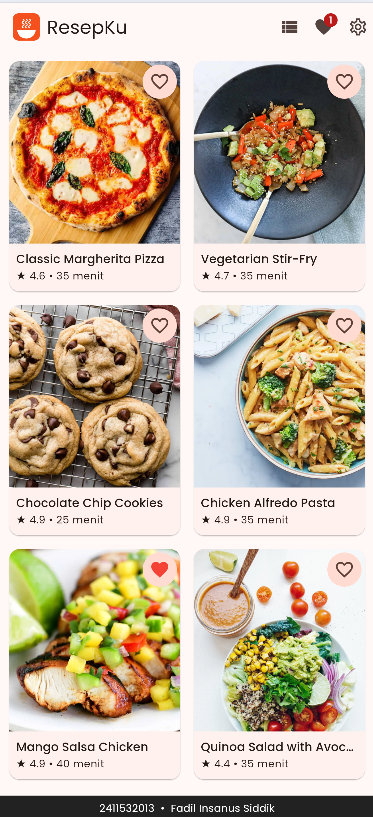 ResepKu
1
Classic Margherita Pizza
★ 4.6 • 35 menit
Vegetarian Stir-Fry
★ 4.7 • 35 menit
Chocolate Chip Cookies
★ 4.9 • 25 menit
Chicken Alfredo Pasta
★ 4.9 • 35 menit
Mango Salsa Chicken
★ 4.9 • 40 menit
Quinoa Salad with Avoc...
★ 4.4 • 35 menit
2411532013 • Fadil Insanus Siddik